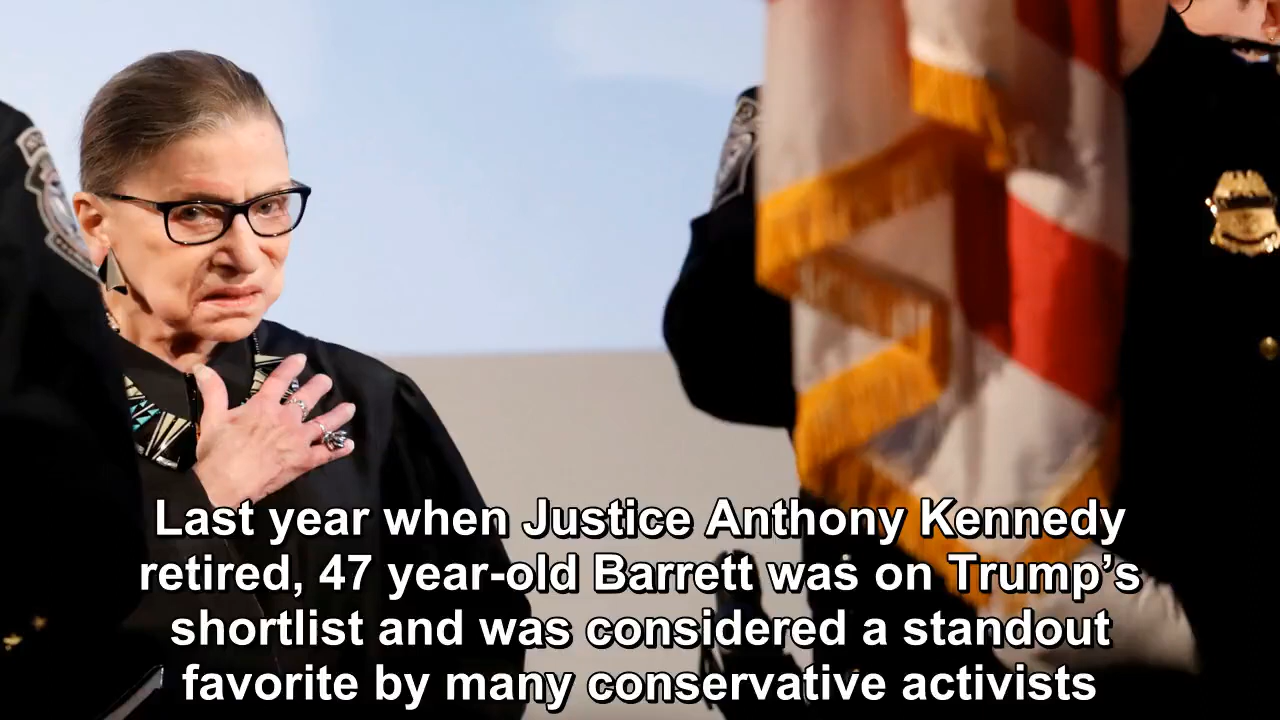 Last year when Justice Anthony Kennedy
retired, 47 year-old Barrett was on Trump’s
shortlist and was considered a standout
favorite by many conservative activists